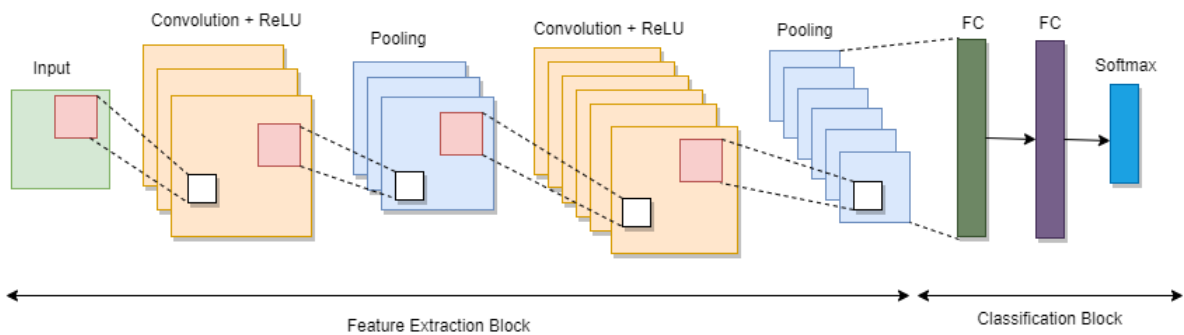 Input
Convolution + ReLU
Pooling
Convolution + ReLU
Pooling
FC
FC
Softmax
Feature Extraction Block
Classification Block